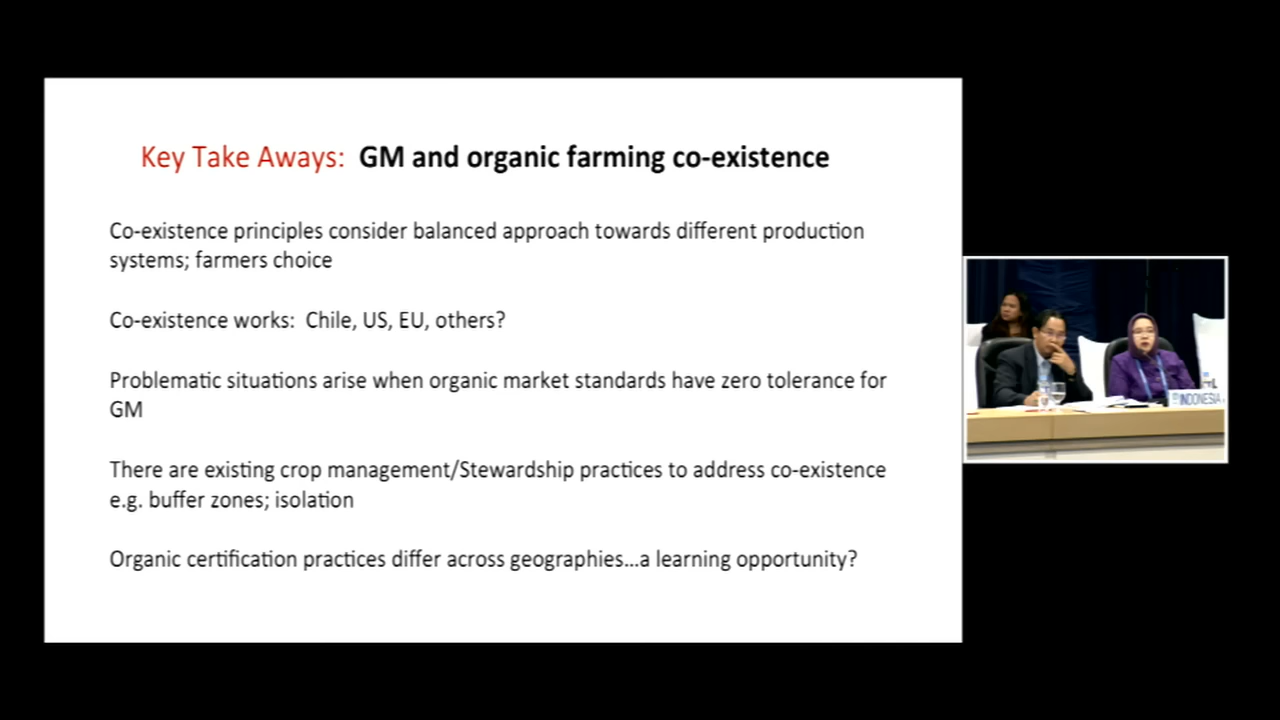 Key Take Aways: GM and organic farming co-existence
Co-existence principles consider balanced approach towards different production
systems; farmers choice
Co-existence works: Chile, US, EU, others?
Problematic situations arise when organic market standards have zero tolerance for
GM
There are existing crop management/Stewardship practices to address co-existence
e.g. buffer zones; isolation
Organic certification practices differ across geographies...a learning opportunity?
INDONESIA